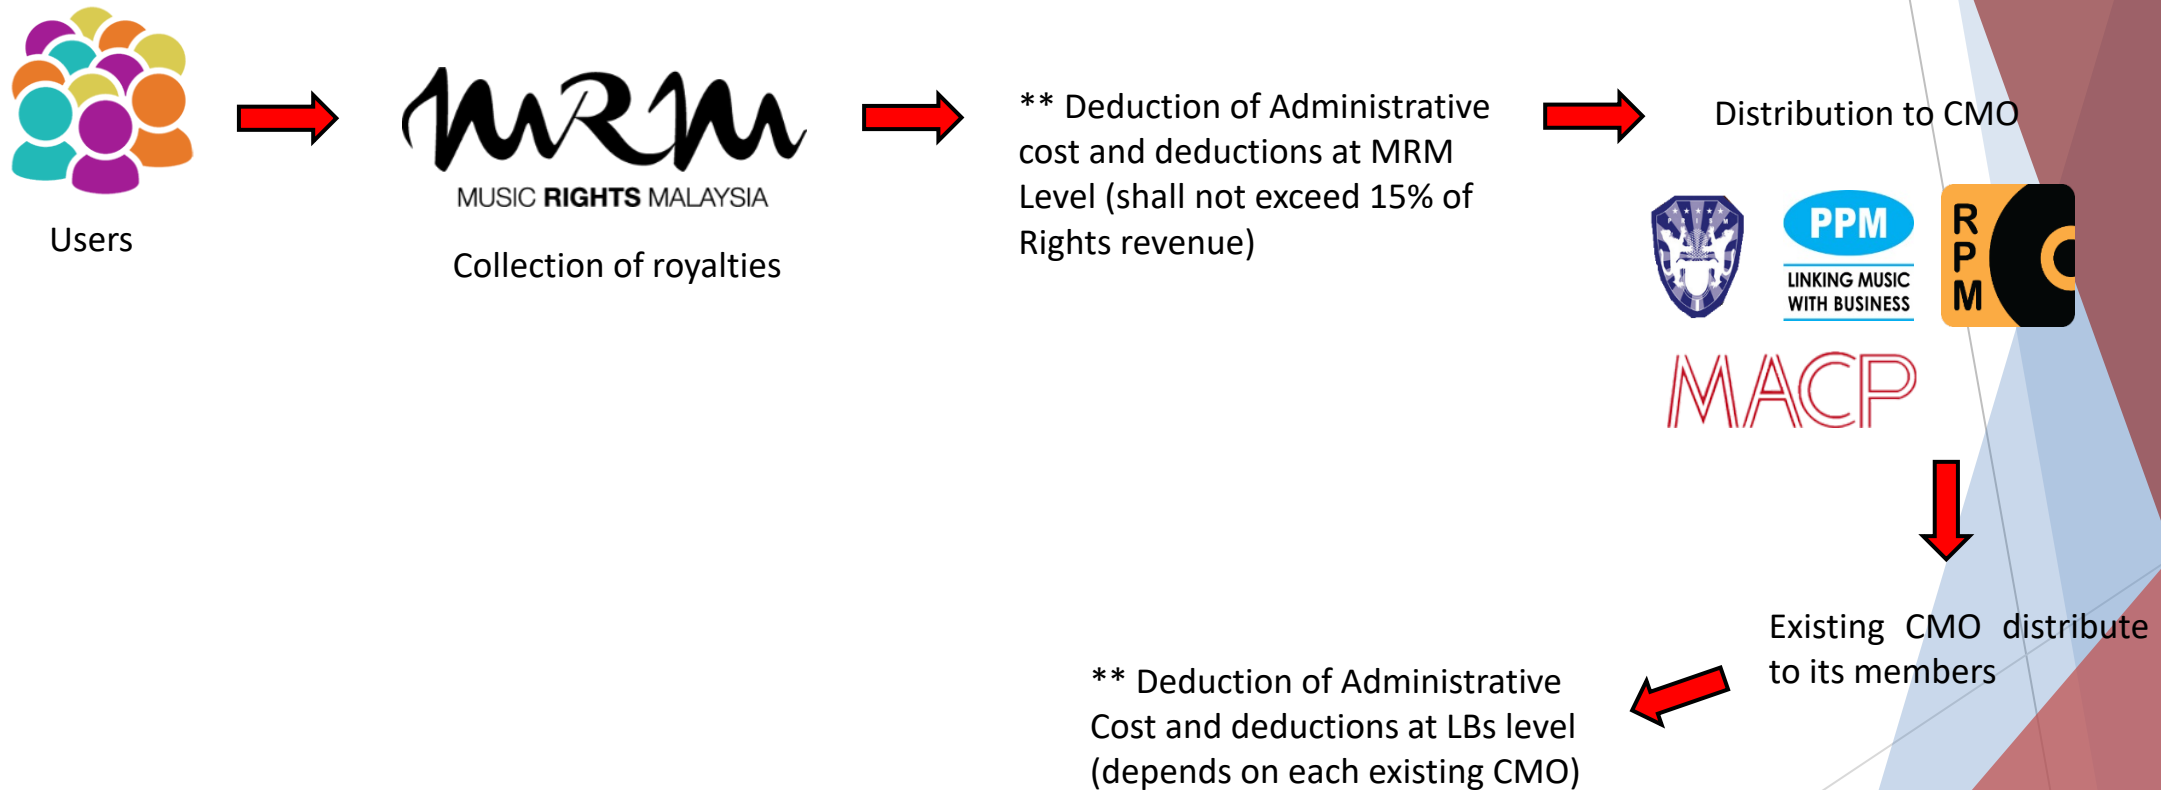 Users
MRM
MUSIC RIGHTS MALAYSIA
Collection of royalties
** Deduction of Administrative
cost and deductions at MRM
Level (shall not exceed 15% of
Rights revenue)
Distribution to CMO
PRISM
PPM
LINKING MUSIC
WITH BUSINESS
R
P
M
MACP
Existing CMO distribute
to its members
** Deduction of Administrative
Cost and deductions at LBs level
(depends on each existing CMO)